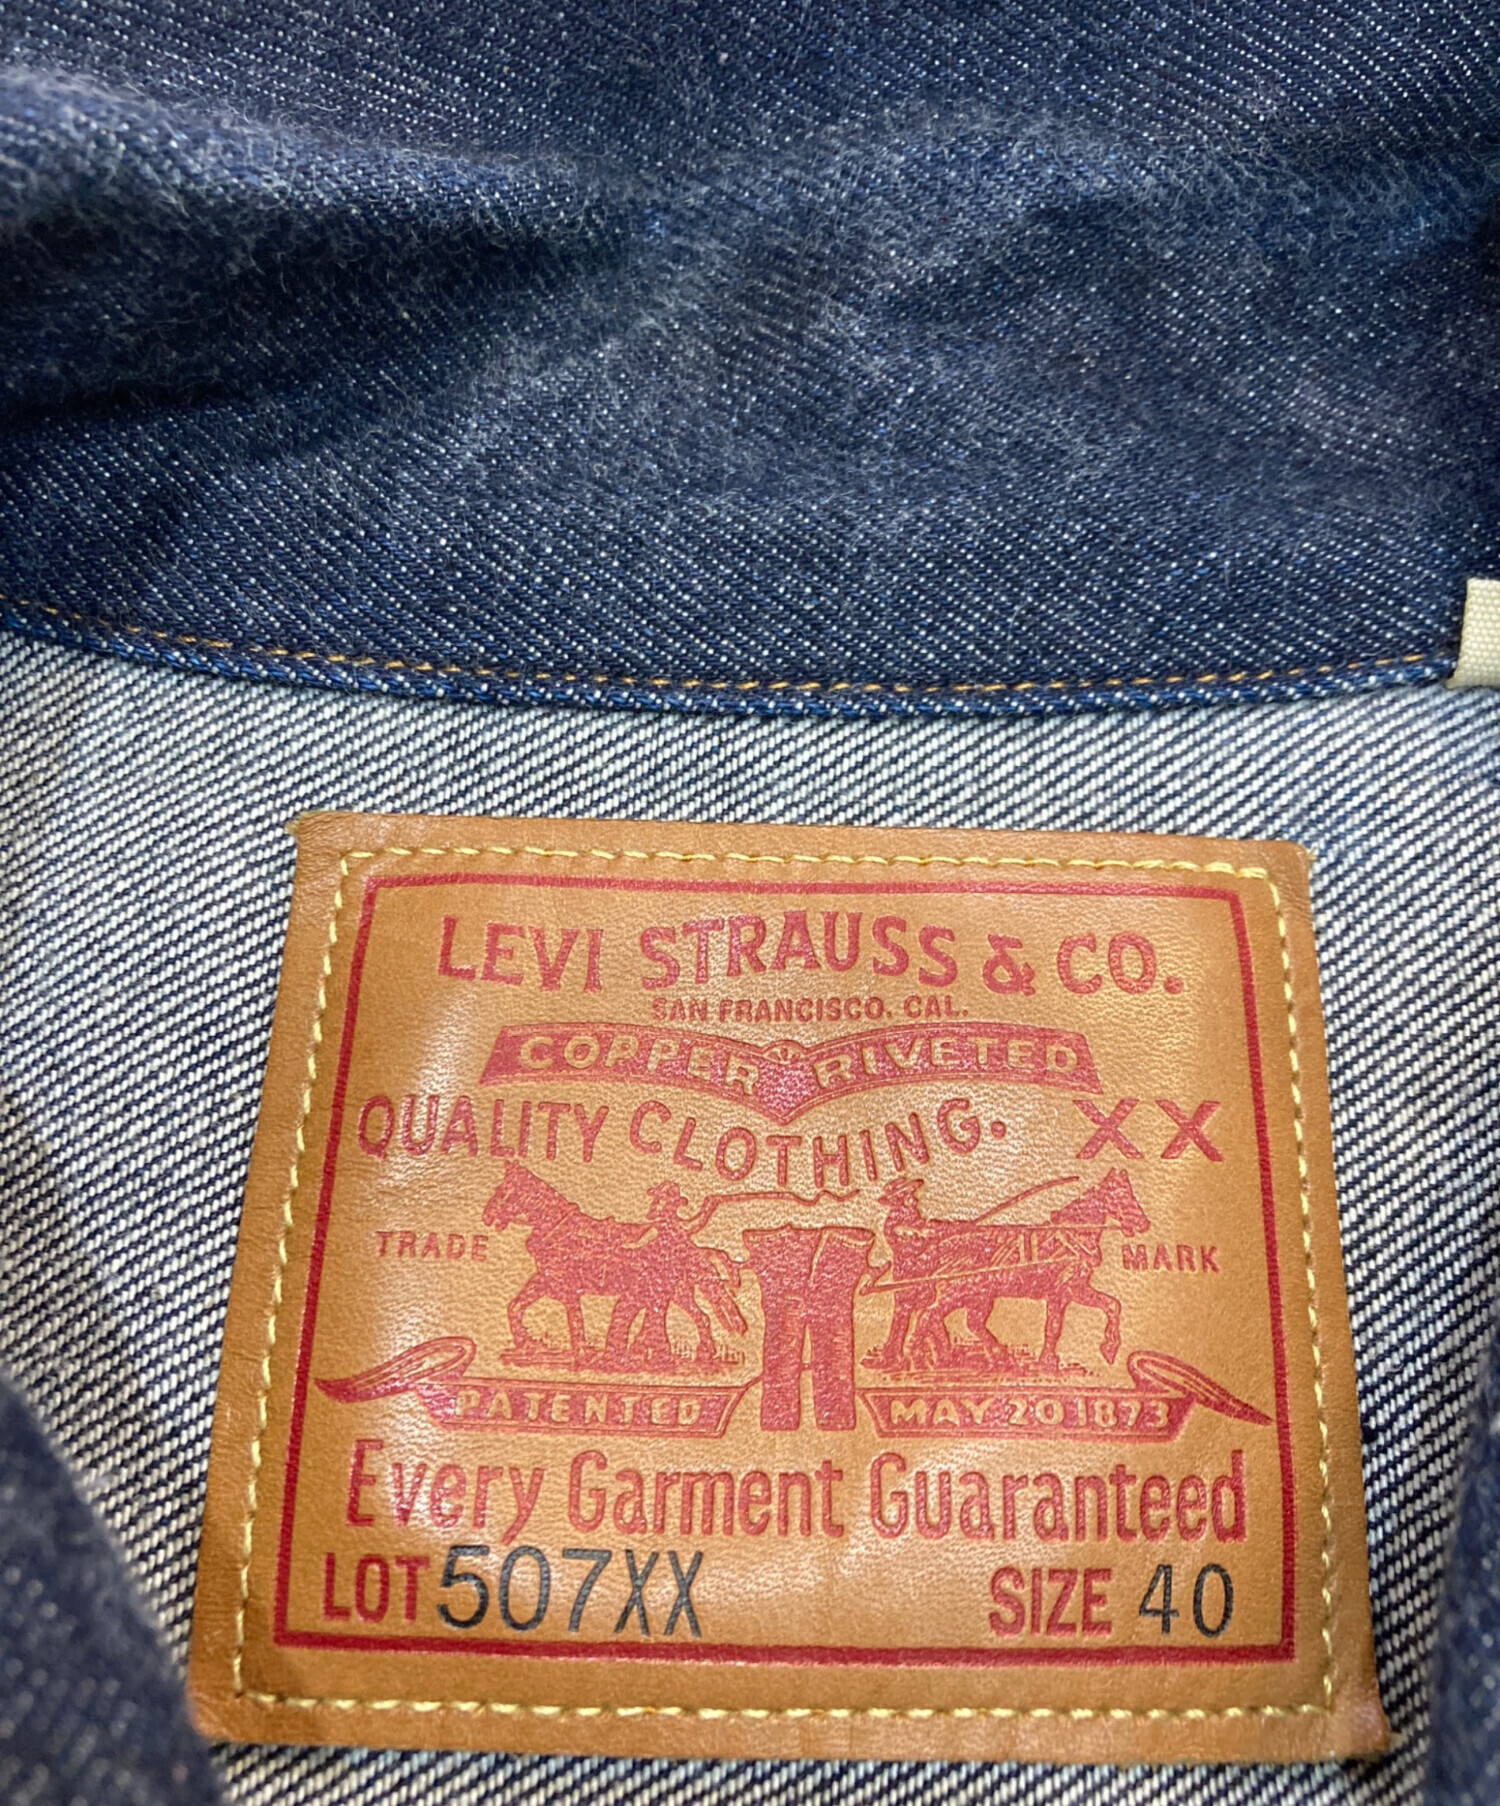 LEVI STRAUSS & CO.
SAN FRANCISCO. CAL.
COPPER RIVETED
QUALITY CLOTHING. XX
TRADE MARK
PATENTED MAY 20 1873
Every Garment Guaranteed
LOT 507XX SIZE 40